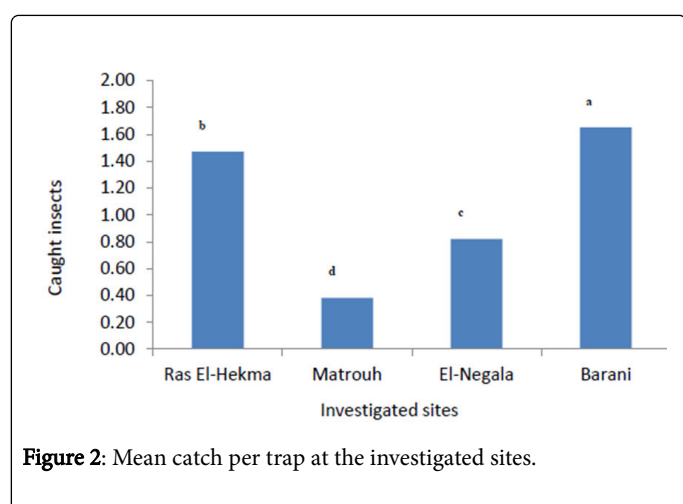 2.00
1.80
1.60
1.40
1.20
1.00
0.80
0.60
0.40
0.20
0.00
Caught insects
b
d
c
a
Ras El-Hekma Matrouh El-Negala Barani
Investigated sites
Figure 2: Mean catch per trap at the investigated sites.